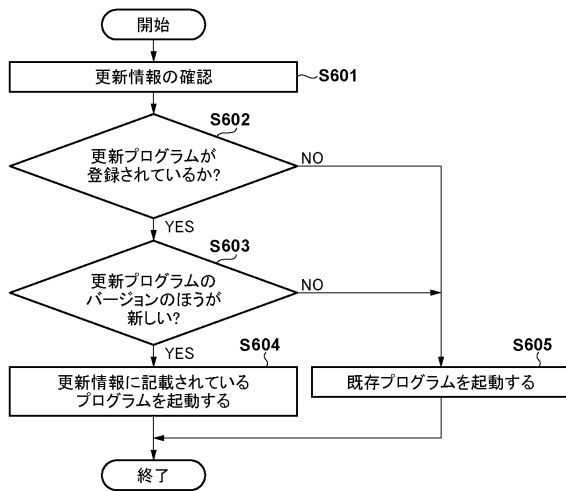 開始
更新情報の確認
S601
S602
更新プログラムが
登録されているか?
NO
YES
S603
更新プログラムの
バージョンのほうが
新しい?
NO
YES
S604
更新情報に記載されている
プログラムを起動する
S605
既存プログラムを起動する
終了